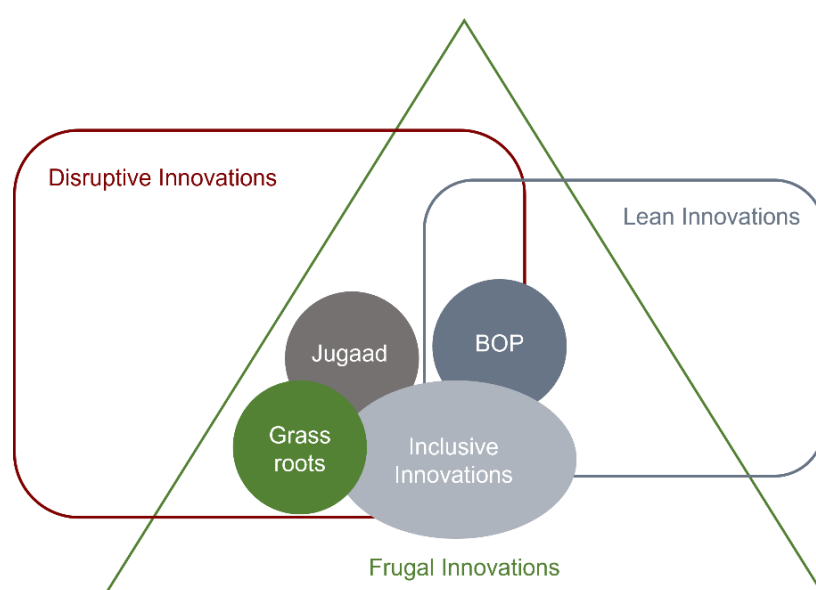 Disruptive Innovations
Lean Innovations
Jugaad
BOP
Grass
roots
Inclusive
Innovations
Frugal Innovations